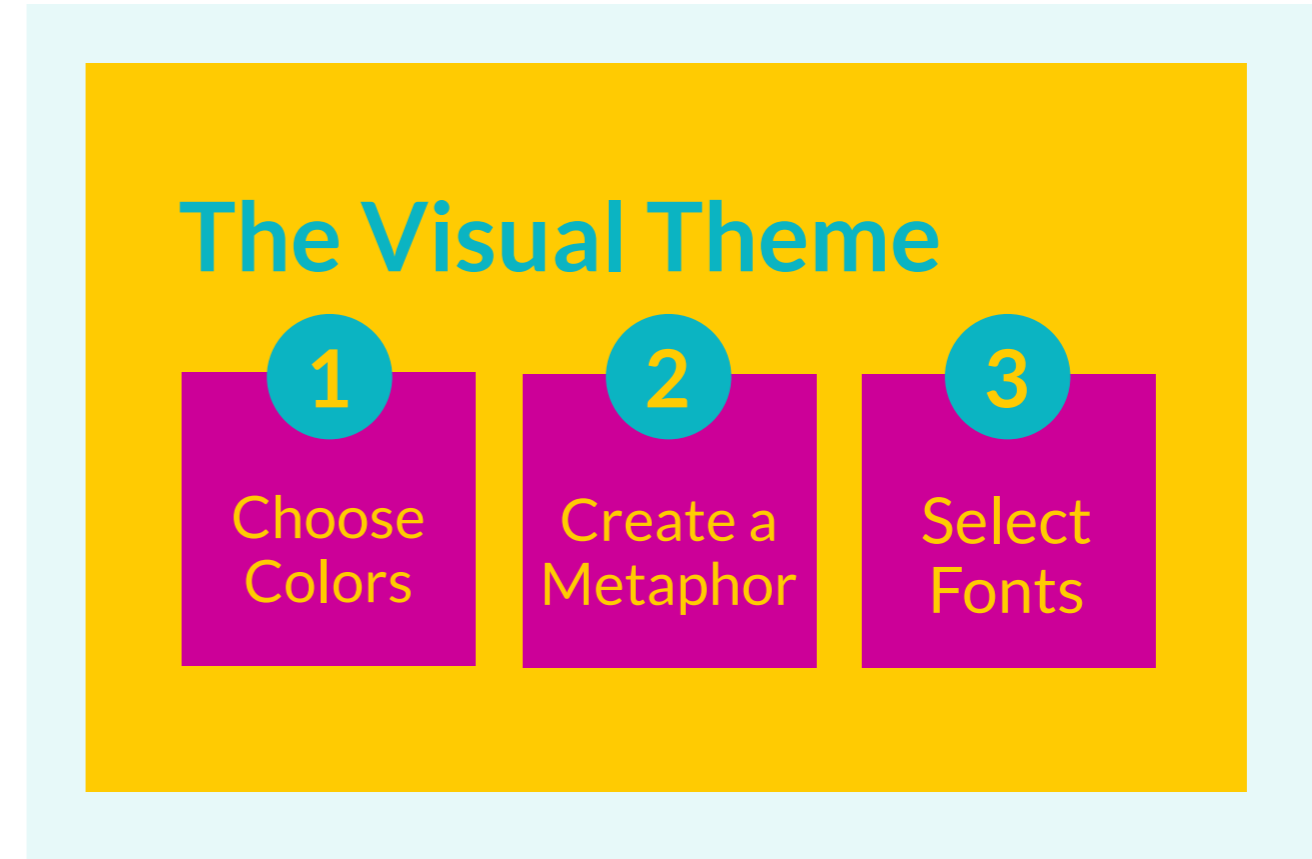 The Visual Theme
1
Choose
Colors
2
Create a
Metaphor
3
Select
Fonts